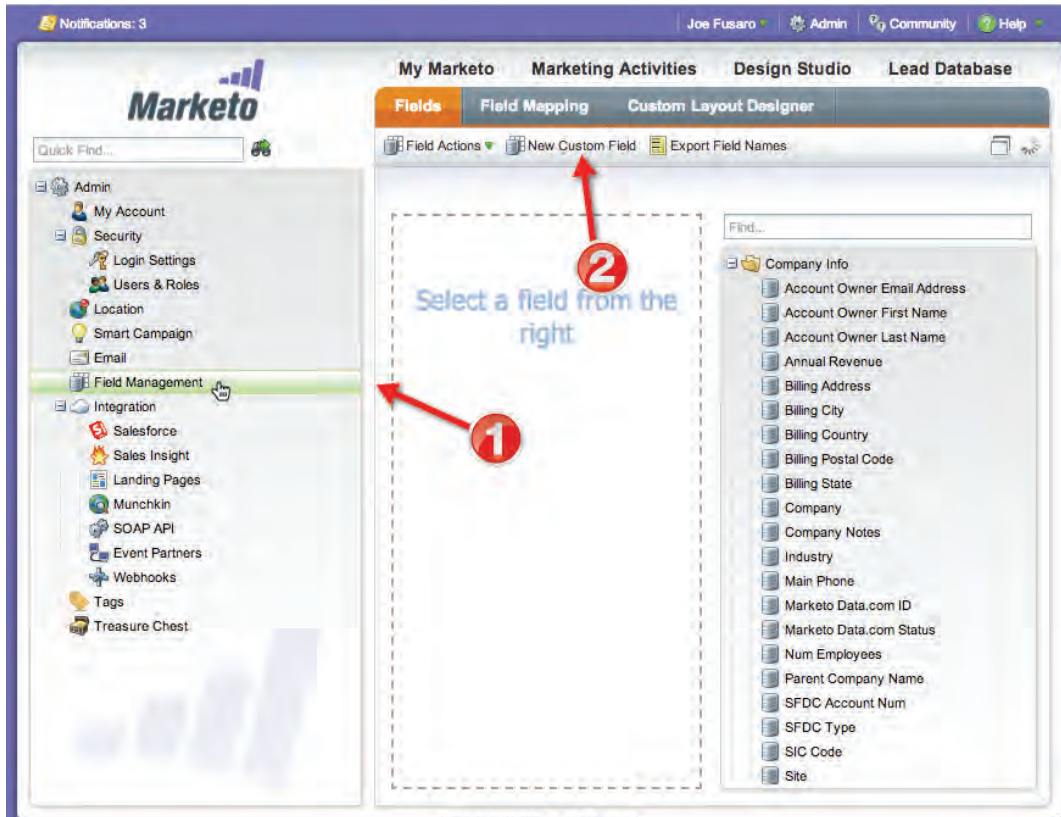 Notifications: 3
Joe Fusaro
Admin
Community
Help
Marketo
My Marketo
Marketing Activities
Design Studio
Lead Database
Fields
Field Mapping
Custom Layout Designer
Quick Find...
Field Actions
New Custom Field
Export Field Names
Admin
My Account
Security
Login Settings
Users & Roles
Location
Smart Campaign
Email
Field Management
Integration
Salesforce
Sales Insight
Landing Pages
Munchkin
SOAP API
Event Partners
Webhooks
Tags
Treasure Chest
1
2
Select a field from the
right
Find...
Company Info
Account Owner Email Address
Account Owner First Name
Account Owner Last Name
Annual Revenue
Billing Address
Billing City
Billing Country
Billing Postal Code
Billing State
Company
Company Notes
Industry
Main Phone
Marketo Data.com ID
Marketo Data.com Status
Num Employees
Parent Company Name
SFDC Account Num
SFDC Type
SIC Code
Site